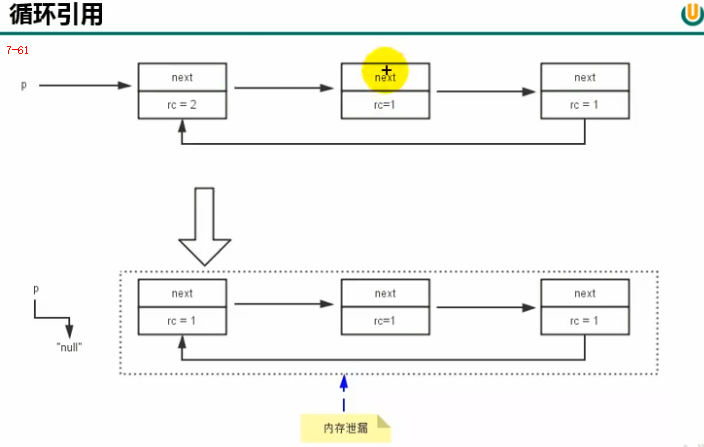 循环引用
7-61
p
next
next
next
rc = 2
rc=1
rc = 1
p
next
next
next
rc = 1
rc=1
rc = 1
"null"
内存泄漏